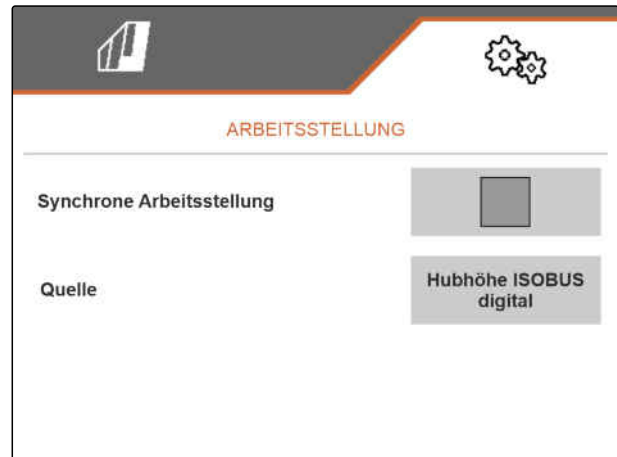 ARBEITSSTELLUNG
Synchrone Arbeitsstellung
Quelle
Hubhöhe ISOBUS
digital